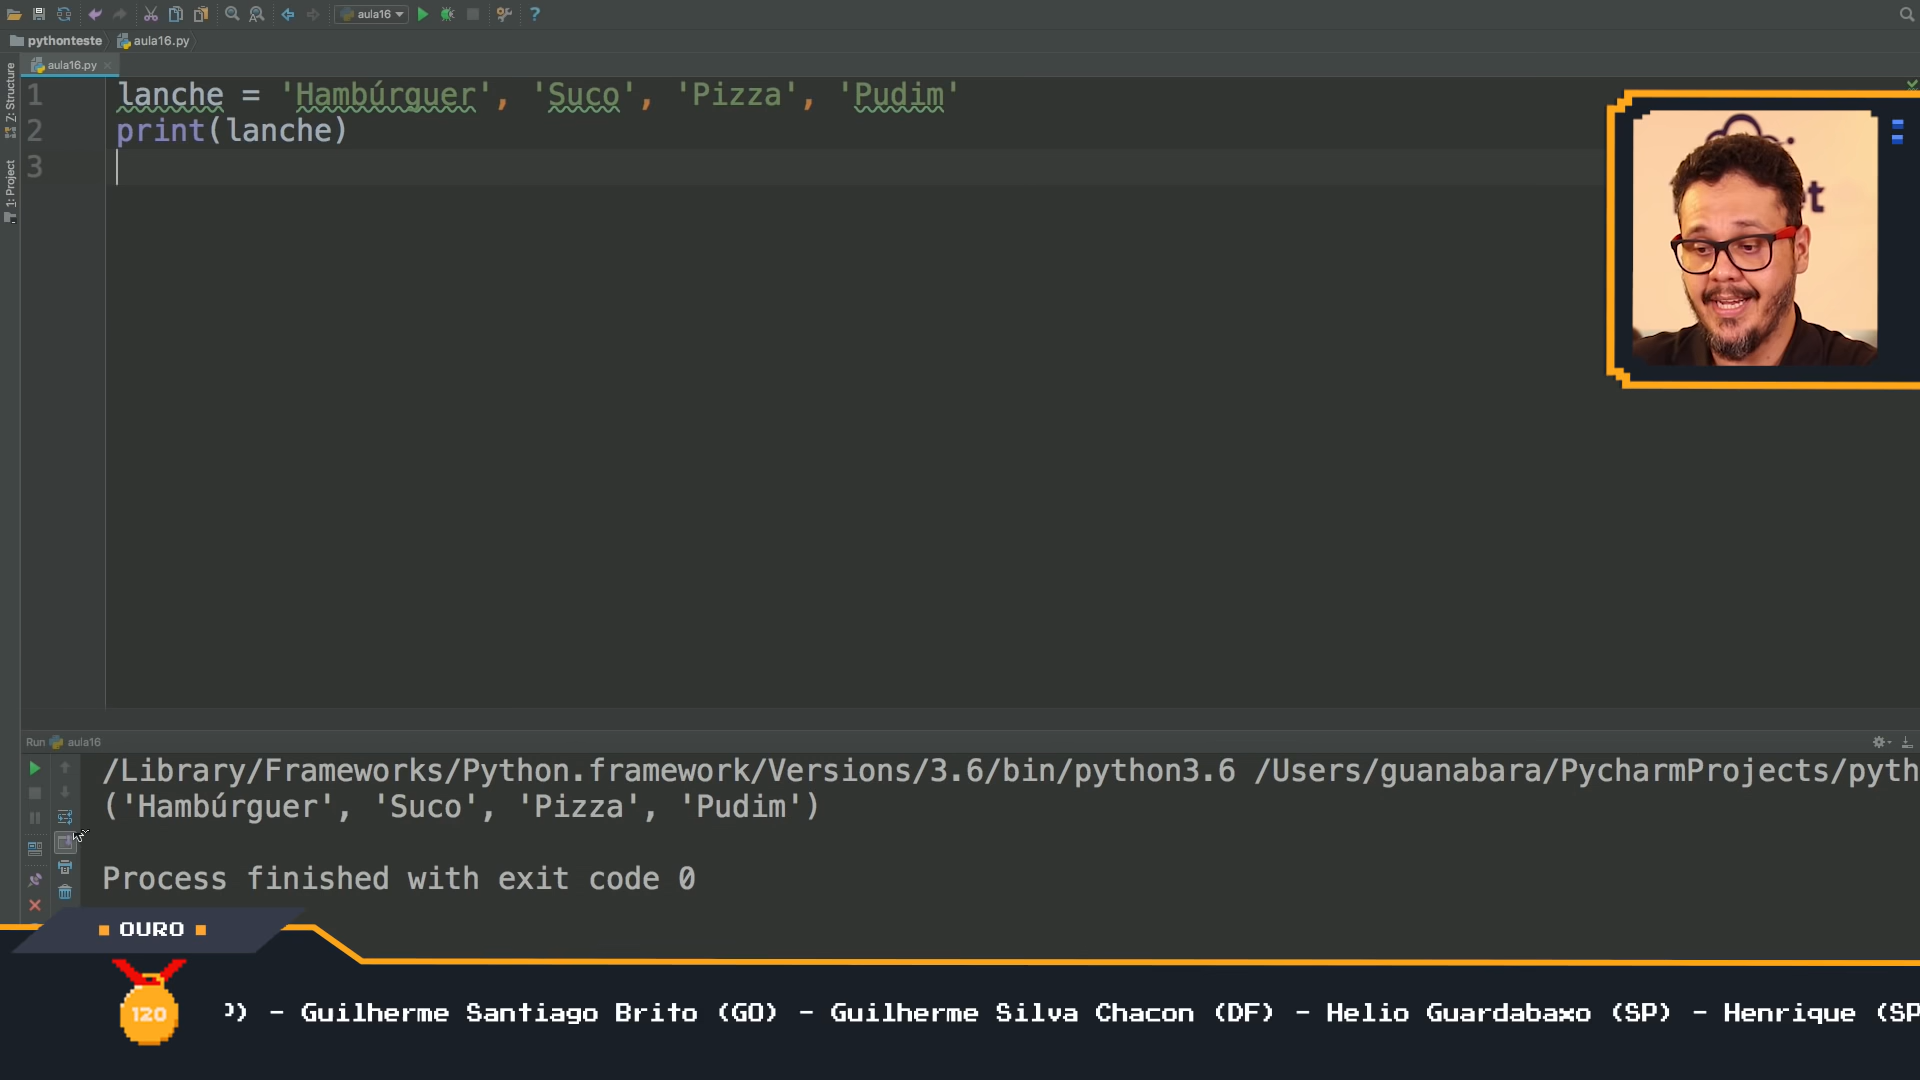 aula16
pythonteste
aula16.py
aula16.py
Z: Structure
1: Project
1 lanche = 'Hambúrguer', 'Suco', 'Pizza', 'Pudim'
2 print(lanche)
3
Run aula16
/Library/Frameworks/Python.framework/Versions/3.6/bin/python3.6 /Users/guanabara/PycharmProjects/pyth
('Hambúrguer', 'Suco', 'Pizza', 'Pudim')
Process finished with exit code 0
OURO
120
) - Guilherme Santiago Brito (GO) - Guilherme Silva Chacon (DF) - Helio Guardabaxo (SP) - Henrique (SP